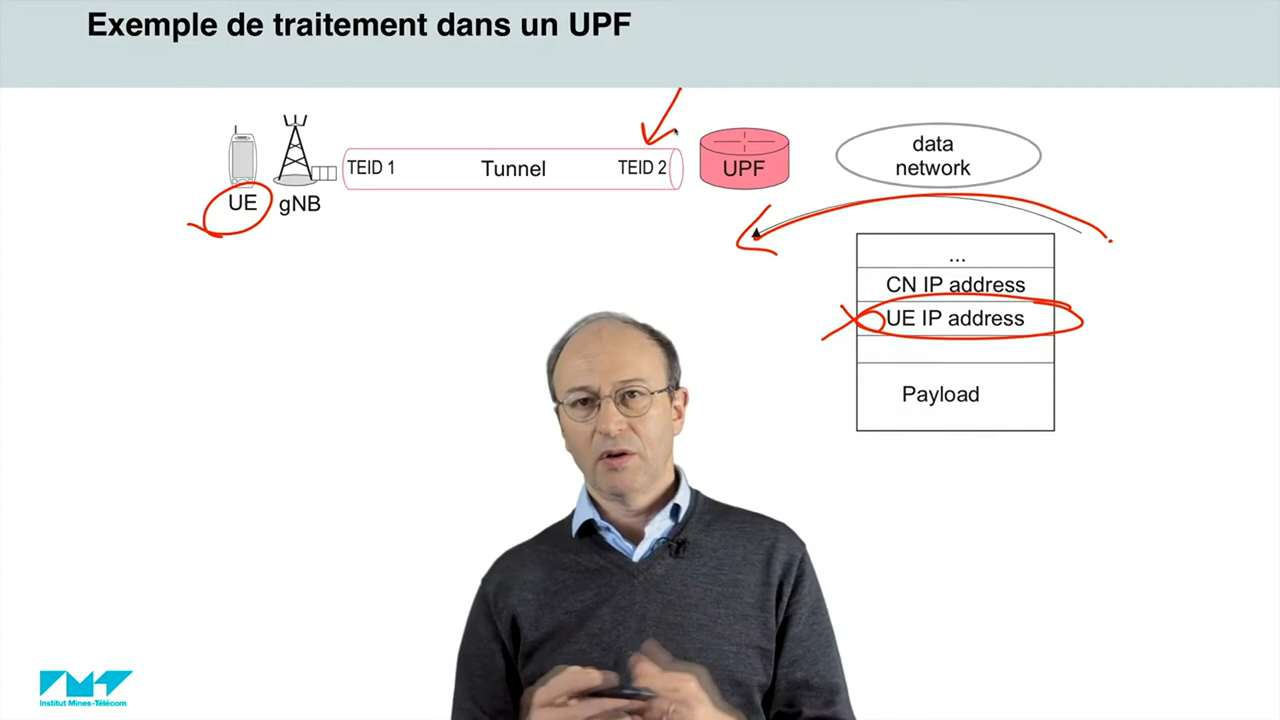 Exemple de traitement dans un UPF
TEID 1
Tunnel
TEID 2
UPF
data
network
UE
gNB
...
CN IP address
UE IP address
Payload
Institut Mines-Télécom